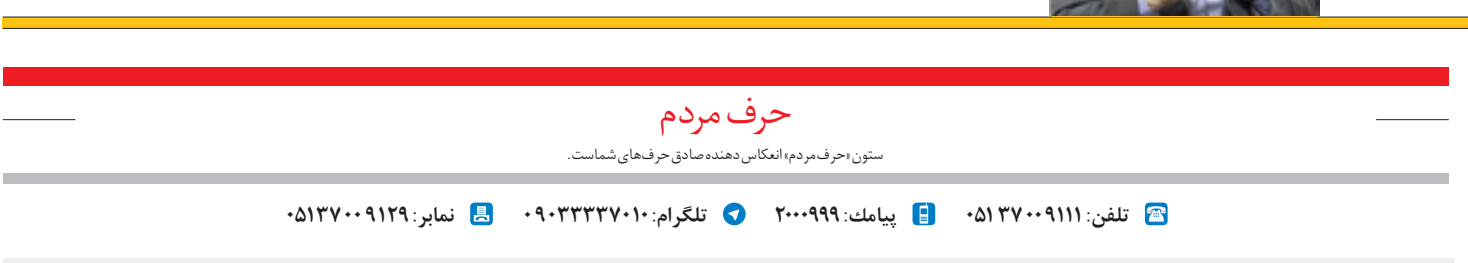 حرف مردم
ستون «حرف مردم» انعکاس دهنده صادق حرف‌های شماست.
تلفن: ۰۵۱۳۷۰۰۹۱۱۱ پیامك: ۲۰۰۰۹۹۹ تلگرام: ۰۹۰۳۳۳۳۷۰۱۰ نمابر: ۰۵۱۳۷۰۰۹۱۲۹